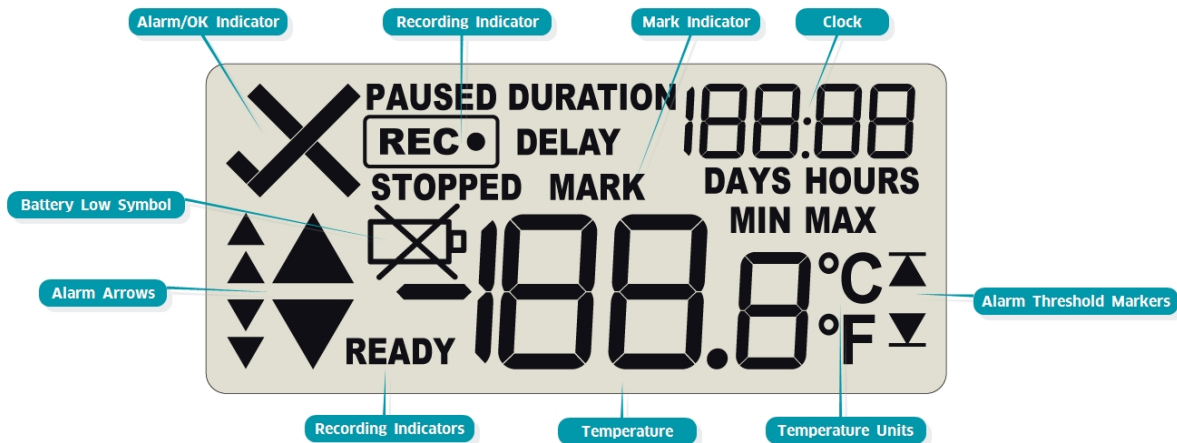 Alarm/OK Indicator
Recording Indicator
Mark Indicator
Clock
PAUSED DURATION
188:88
REC
DELAY
STOPPED MARK
DAYS HOURS
MIN MAX
Battery Low Symbol
Alarm Arrows
-188.8
°C
°F
Alarm Threshold Markers
READY
Recording Indicators
Temperature
Temperature Units